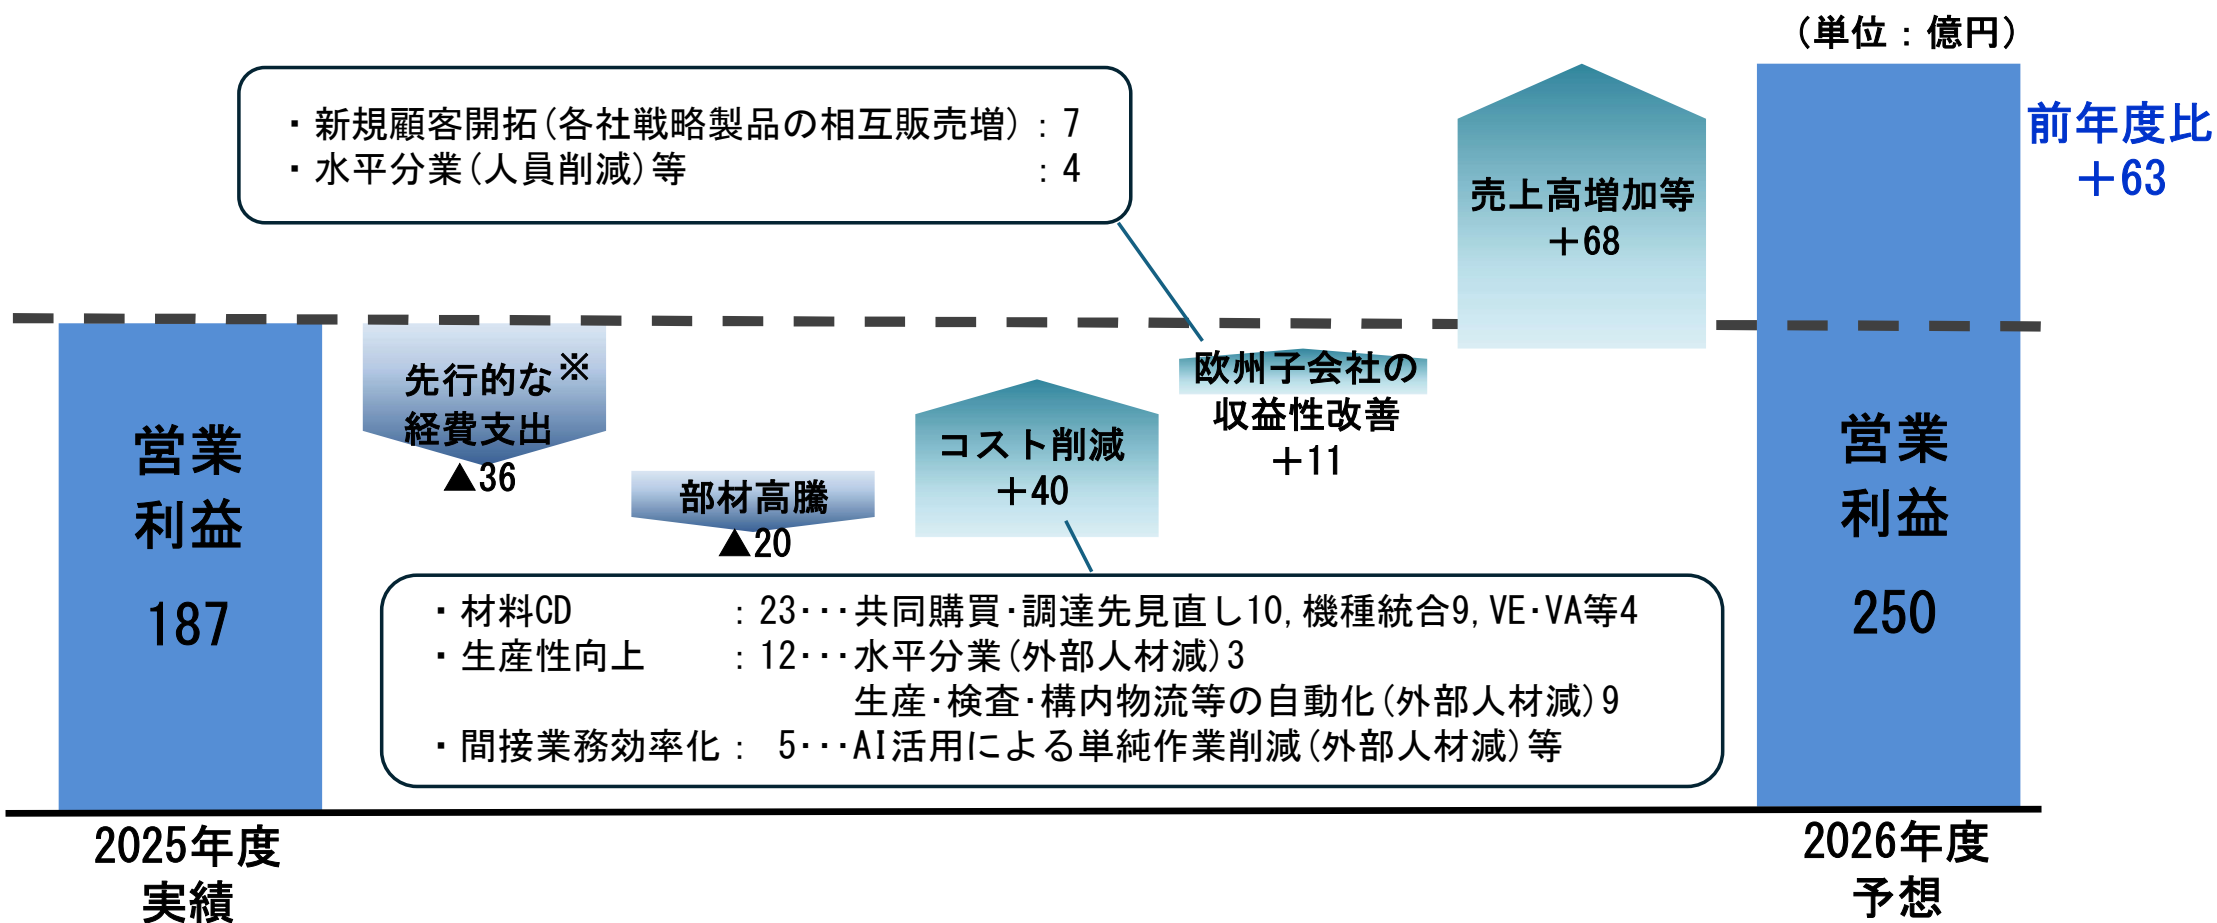 （単位：億円）
・新規顧客開拓(各社戦略製品の相互販売増)：7
・水平分業(人員削減)等　：4
前年度比
＋63
売上高増加等
＋68
欧州子会社の
収益性改善
＋11
先行的な※
経費支出
▲36
部材高騰
▲20
コスト削減
＋40
営業
利益
187
営業
利益
250
・材料CD　：23･･･共同購買･調達先見直し10,機種統合9,VE･VA等4
・生産性向上　：12･･･水平分業(外部人材減)3
生産･検査･構内物流等の自動化(外部人材減)9
・間接業務効率化：　5･･･AI活用による単純作業削減(外部人材減)等
2025年度
実績
2026年度
予想